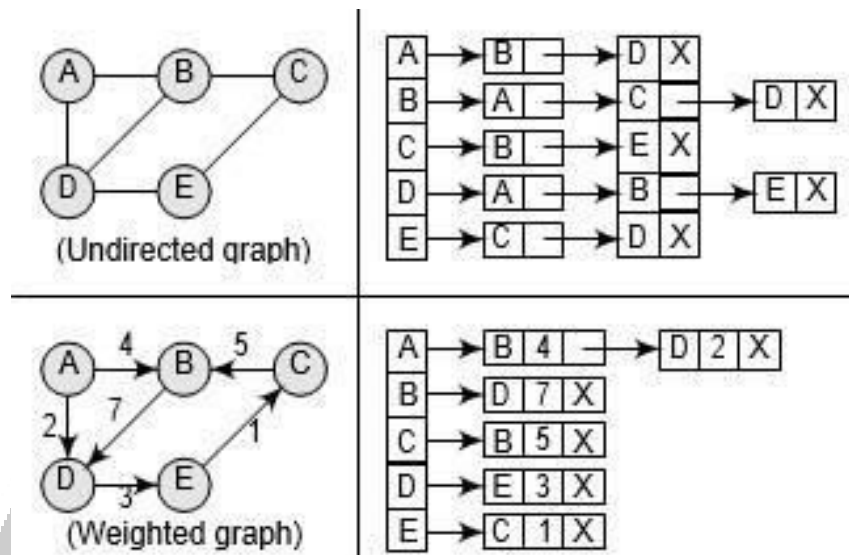 A B C
D E
(Undirected graph)
A B D X
B A C D X
C B E X
D A B E X
E C D X
4 5
A B C
2 7 1
D E
3
(Weighted graph)
A B 4 D 2 X
B D 7 X
C B 5 X
D E 3 X
E C 1 X